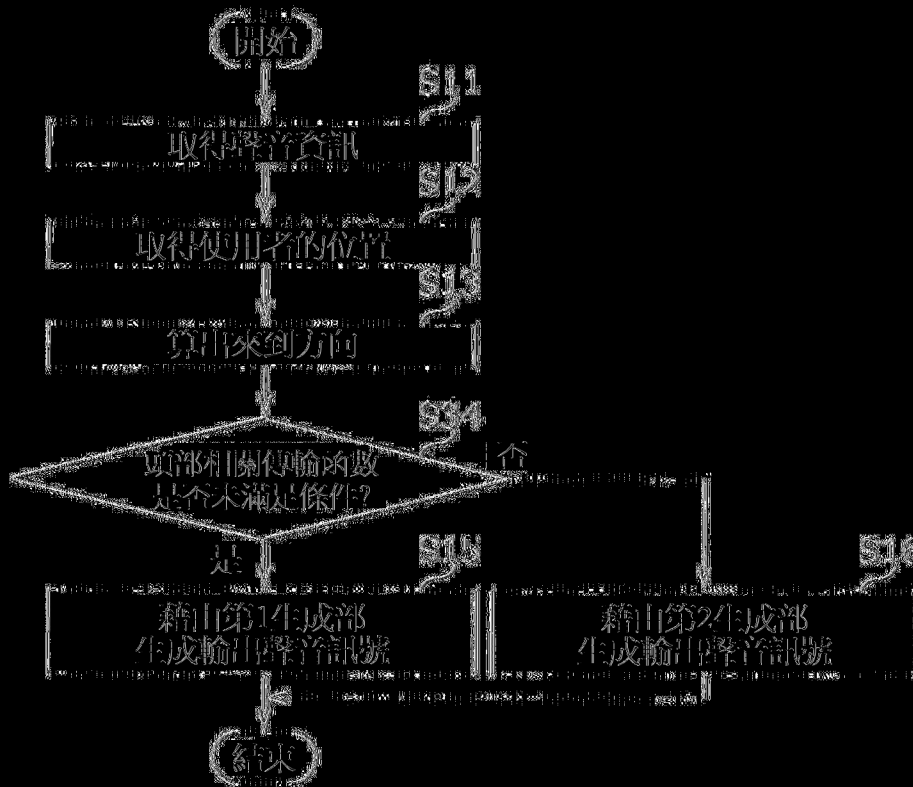 開始
S11
取得聲音資訊
S12
取得使用者的位置
S13
算出來到方向
S34
頭部相關傳輸函數
是否未滿足條件?
否
是
S15
藉由第1生成部
生成輸出聲音訊號
S16
藉由第2生成部
生成輸出聲音訊號
結束